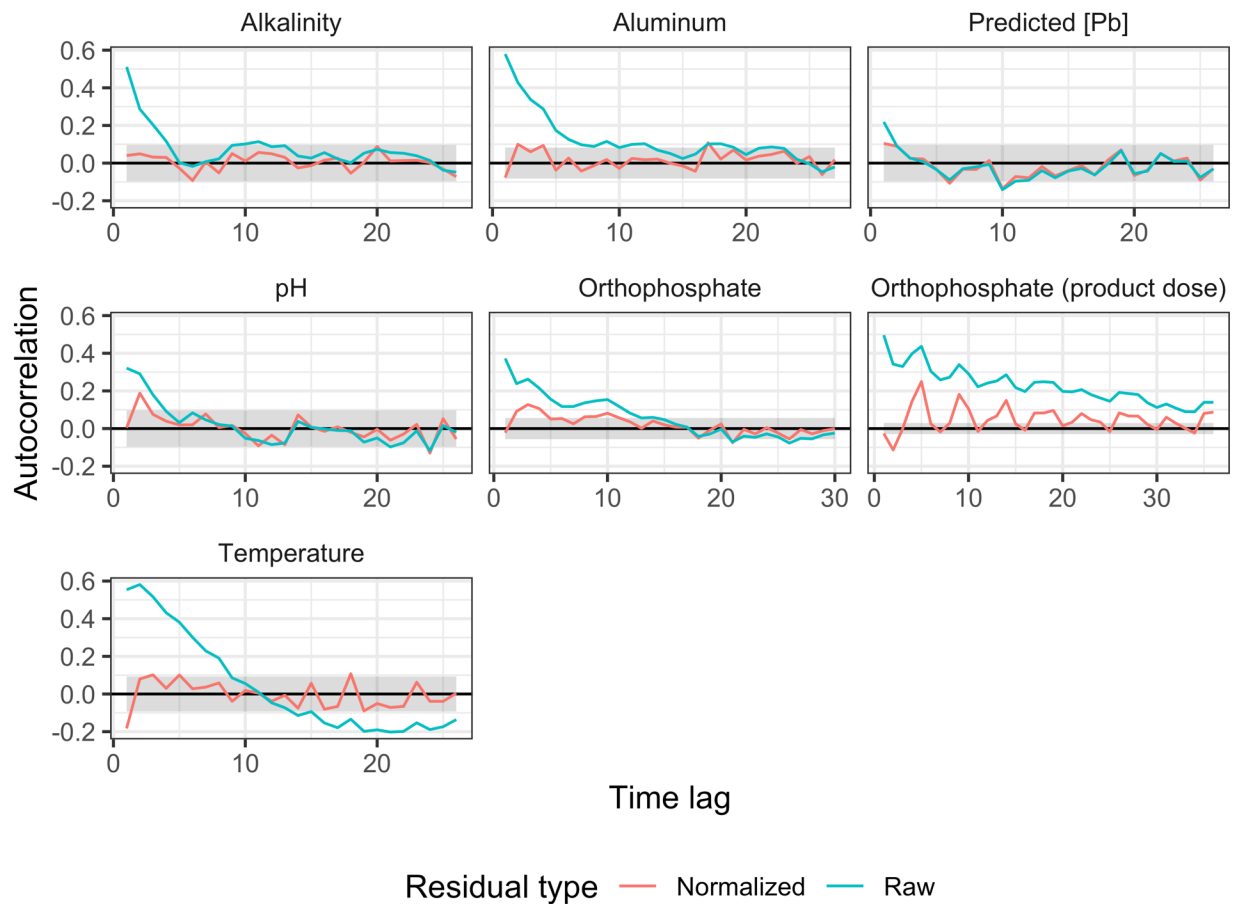 Alkalinity
Aluminum
Predicted [Pb]
0.6
0.4
0.2
0.0
-0.2
0 10 20
0 10 20
0 10 20
pH
Orthophosphate
Orthophosphate (product dose)
0.6
0.4
0.2
0.0
-0.2
0 10 20
0 10 20 30
0 10 20 30
Temperature
0.6
0.4
0.2
0.0
-0.2
0 10 20
Autocorrelation
Time lag
Residual type Normalized Raw